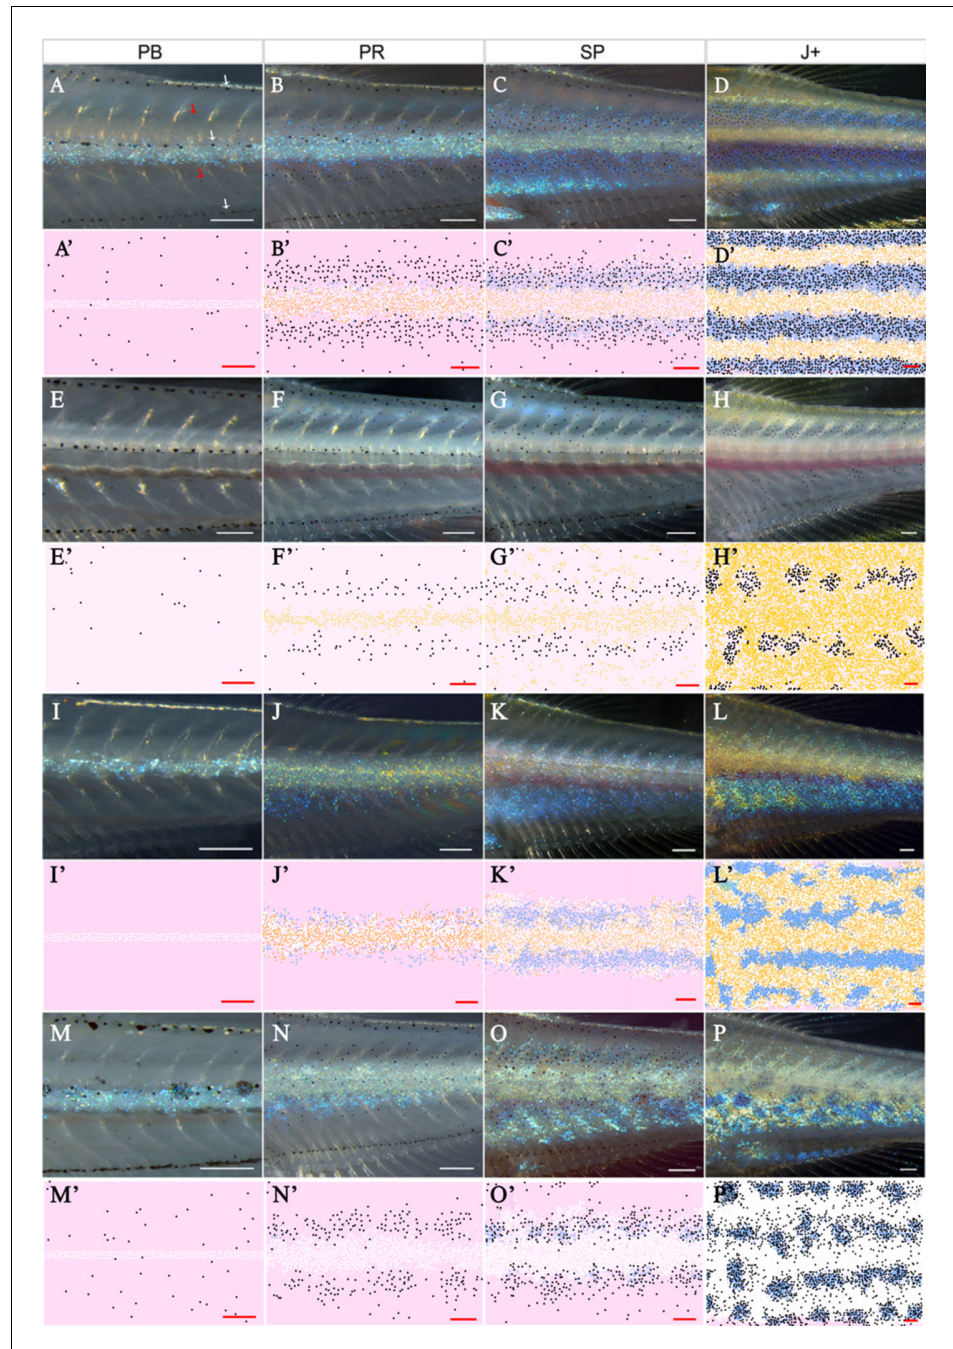 PB PR SP J+
A B C D
A’ B’ C’ D’
E F G H
E’ F’ G’ H’
I J K L
I’ J’ K’ L’
M N O P
M’ N’ O’ P’